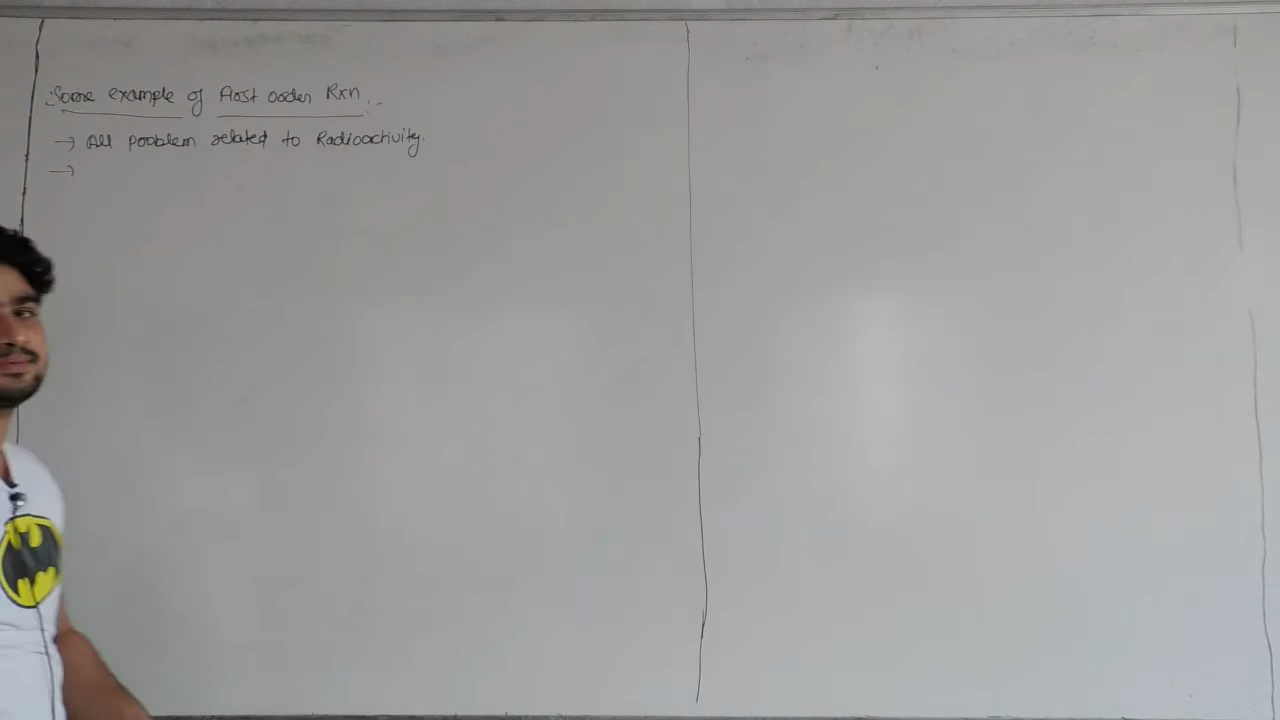 Some example of First order Rxn.
→ All problem related to Radioactivity.
→